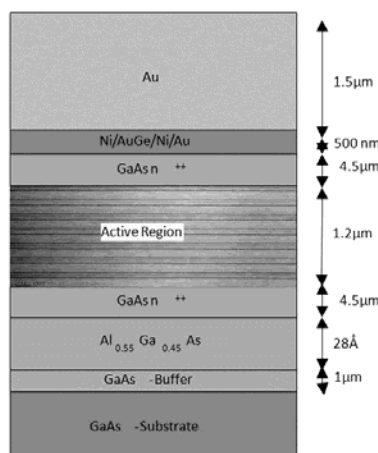 Au
1.5μm
Ni/AuGe/Ni/Au
500 nm
GaAs n ++
4.5μm
Active Region
1.2μm
GaAs n ++
4.5μm
Al 0.55 Ga 0.45 As
28Å
GaAs -Buffer
1μm
GaAs -Substrate